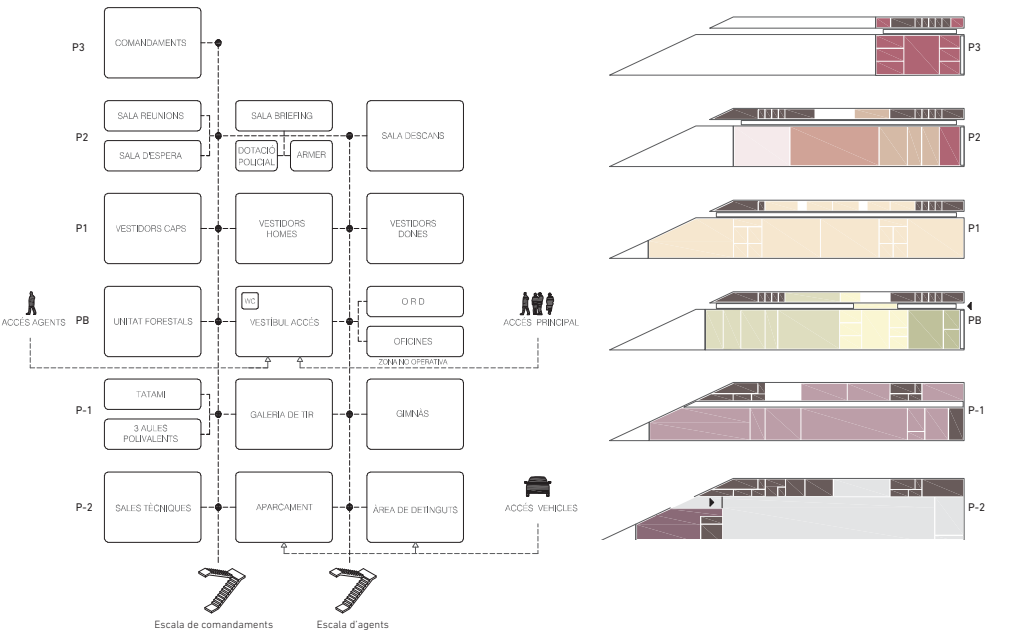 P3
COMANDAMENTS
P3
P2
SALA REUNIONS
SALA D'ESPERA
SALA BRIEFING
DOTACIÓ
POLICIAL
ARMER
SALA DESCANS
P2
P1
VESTIDORS CAPS
VESTIDORS
HOMES
VESTIDORS
DONES
P1
ACCÉS AGENTS
PB
UNITAT FORESTALS
WC
VESTÍBUL ACCÉS
O R D
OFICINES
ZONA NO OPERATIVA
ACCÉS PRINCIPAL
PB
P-1
TATAMI
3 AULES
POLIVALENTS
GALERIA DE TIR
GIMNÀS
P-1
P-2
SALES TÈCNIQUES
APARCAMENT
ÀREA DE DETINGUTS
ACCÉS VEHICLES
P-2
Escala de comandaments
Escala d'agents